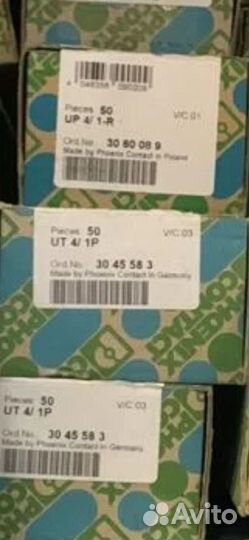 Pieces 50
V/C.01
UP 4/ 1-R
Ord.No. 30 60 08 9
Made by Phoenix Contact in Poland
Pieces 50
V/C.03
UT 4/ 1P
Ord.No. 30 45 58 3
Made by Phoenix Contact in Germany
PHOENIX
CONTACT
Pieces 50
V/C.03
UT 4/ 1P
Ord.No. 30 45 58 3
Made by Phoenix Contact in Germany
Avito